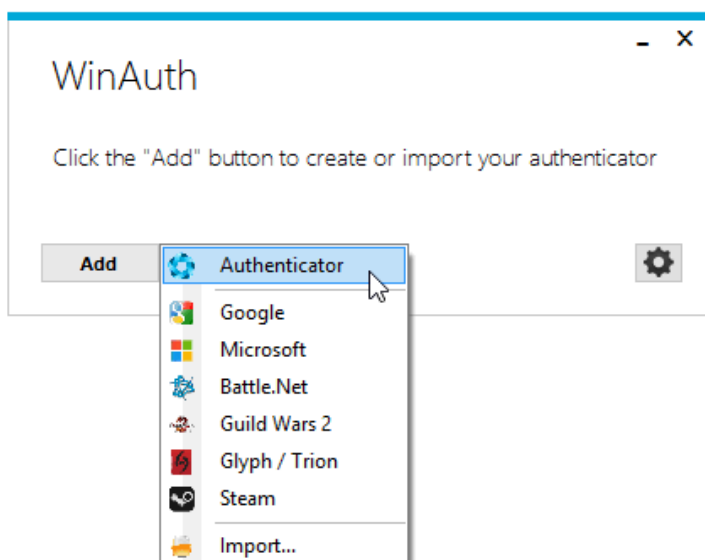 WinAuth
Click the "Add" button to create or import your authenticator
Add
Authenticator
Google
Microsoft
Battle.Net
Guild Wars 2
Glyph / Trion
Steam
Import...